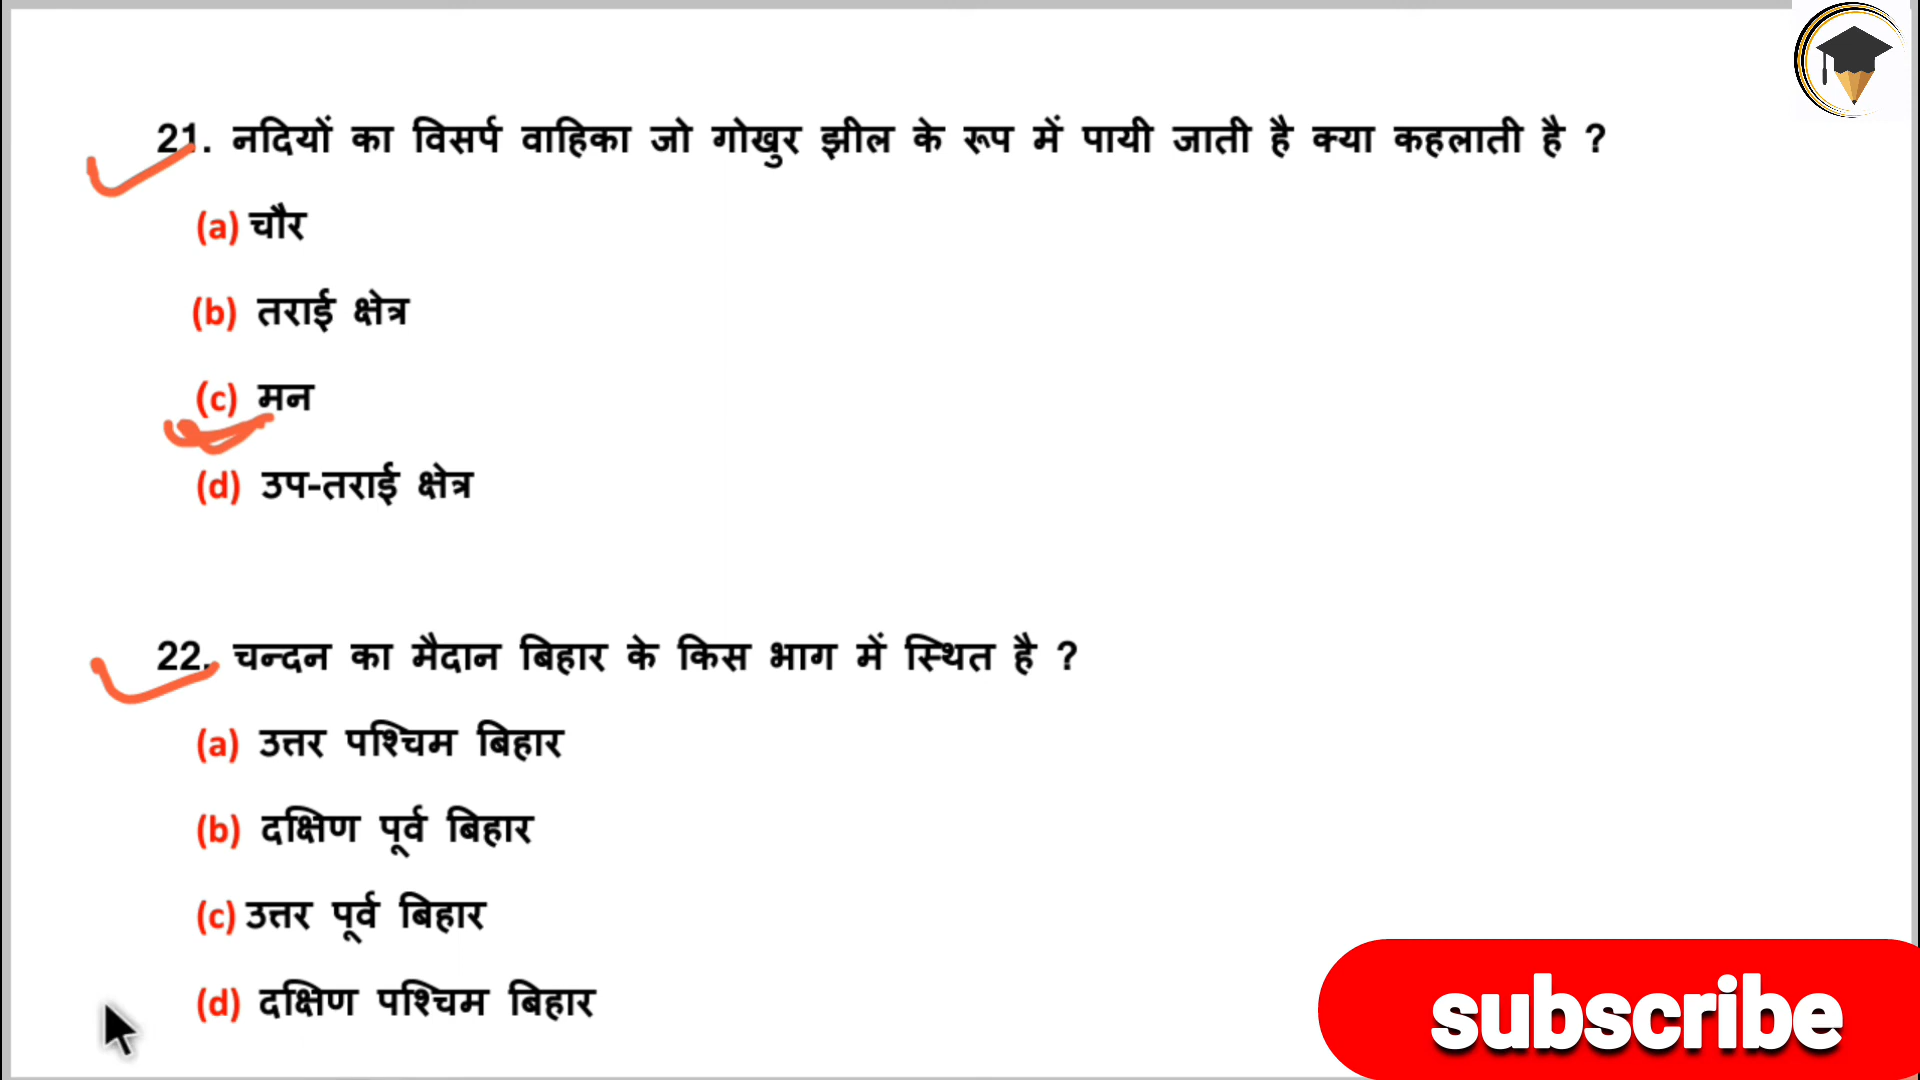 21. नदियों का विसर्प वाहिका जो गोखुर झील के रूप में पायी जाती है क्या कहलाती है ?
(a) चौर
(b) तराई क्षेत्र
(c) मन
(d) उप-तराई क्षेत्र
22. चन्दन का मैदान बिहार के किस भाग में स्थित है ?
(a) उत्तर पश्चिम बिहार
(b) दक्षिण पूर्व बिहार
(c) उत्तर पूर्व बिहार
(d) दक्षिण पश्चिम बिहार
subscribe